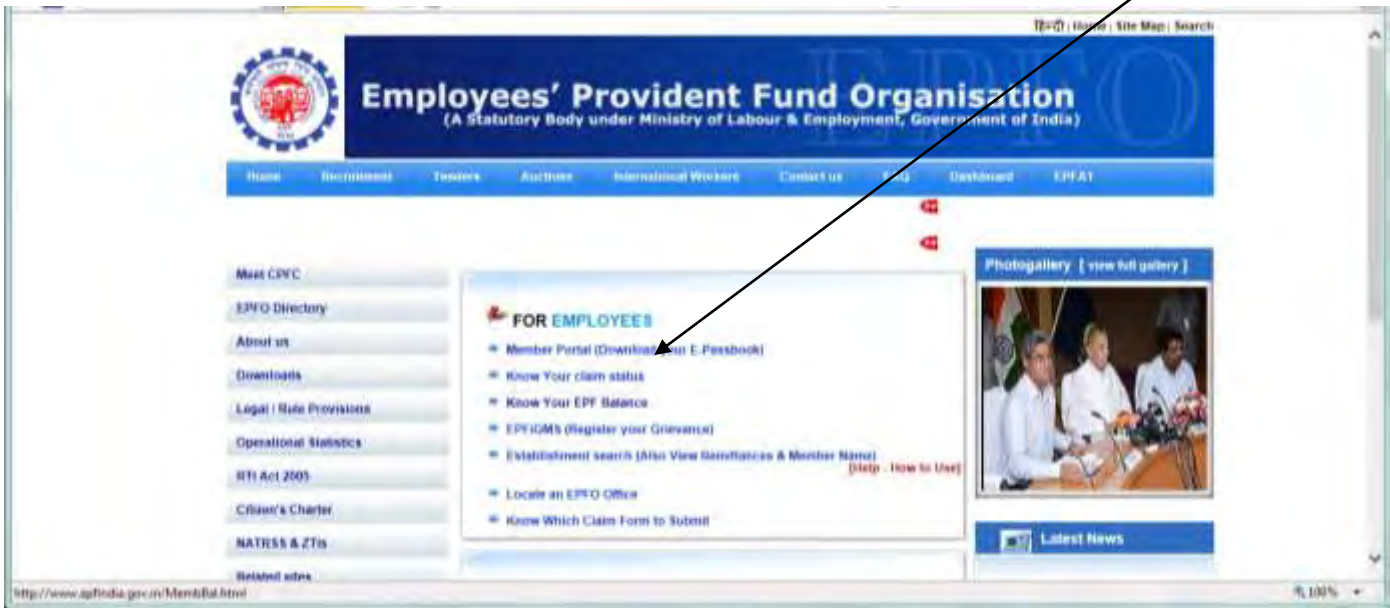 हिन्दी | Home | Site Map | Search
Employees' Provident Fund Organisation
(A Statutory Body under Ministry of Labour & Employment, Government of India)
Home Recruitment Tenders Auctions International Workers Contact us FAQ Dashboard EPFAT
Photogallery [ view full gallery ]
Meet CPFC
EPFO Directory
About us
Downloads
Legal / Rule Provisions
Operational Statistics
RTI Act 2005
Citizen's Charter
NATRSS & ZTIs
Related sites
FOR EMPLOYEES
Member Portal (Download your E-Passbook)
Know Your claim status
Know Your EPF Balance
EPFiGMS (Register your Grievance)
Establishment search (Also View Remittances & Member Name)
[Help - How to Use]
Locate an EPFO Office
Know Which Claim Form to Submit
Latest News
http://www.epfindia.gov.in/MembBal.html
100%